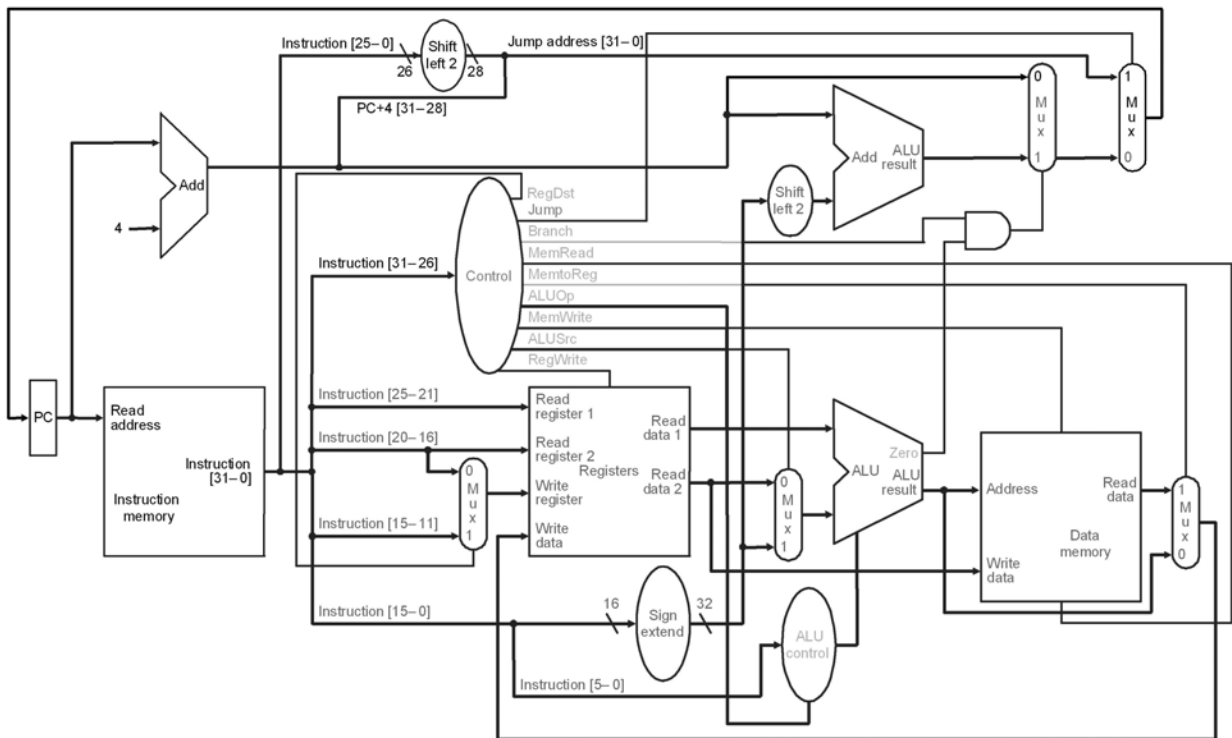 Instruction [25–0]
26
Shift
left 2
28
Jump address [31–0]
PC+4 [31–28]
Add
4
0
M
u
x
1
1
M
u
x
0
Add
ALU
result
Shift
left 2
RegDst
Jump
Branch
MemRead
MemtoReg
ALUOp
MemWrite
ALUSrc
RegWrite
Control
Instruction [31–26]
PC
Read
address
Instruction
[31–0]
Instruction
memory
Instruction [25–21]
Instruction [20–16]
Instruction [15–11]
Instruction [15–0]
Instruction [5–0]
0
M
u
x
1
Read
register 1
Read
register 2
Write
register
Write
data
Registers
Read
data 1
Read
data 2
0
M
u
x
1
Zero
ALU
ALU
result
Address
Write
data
Read
data
Data
memory
1
M
u
x
0
16
Sign
extend
32
ALU
control